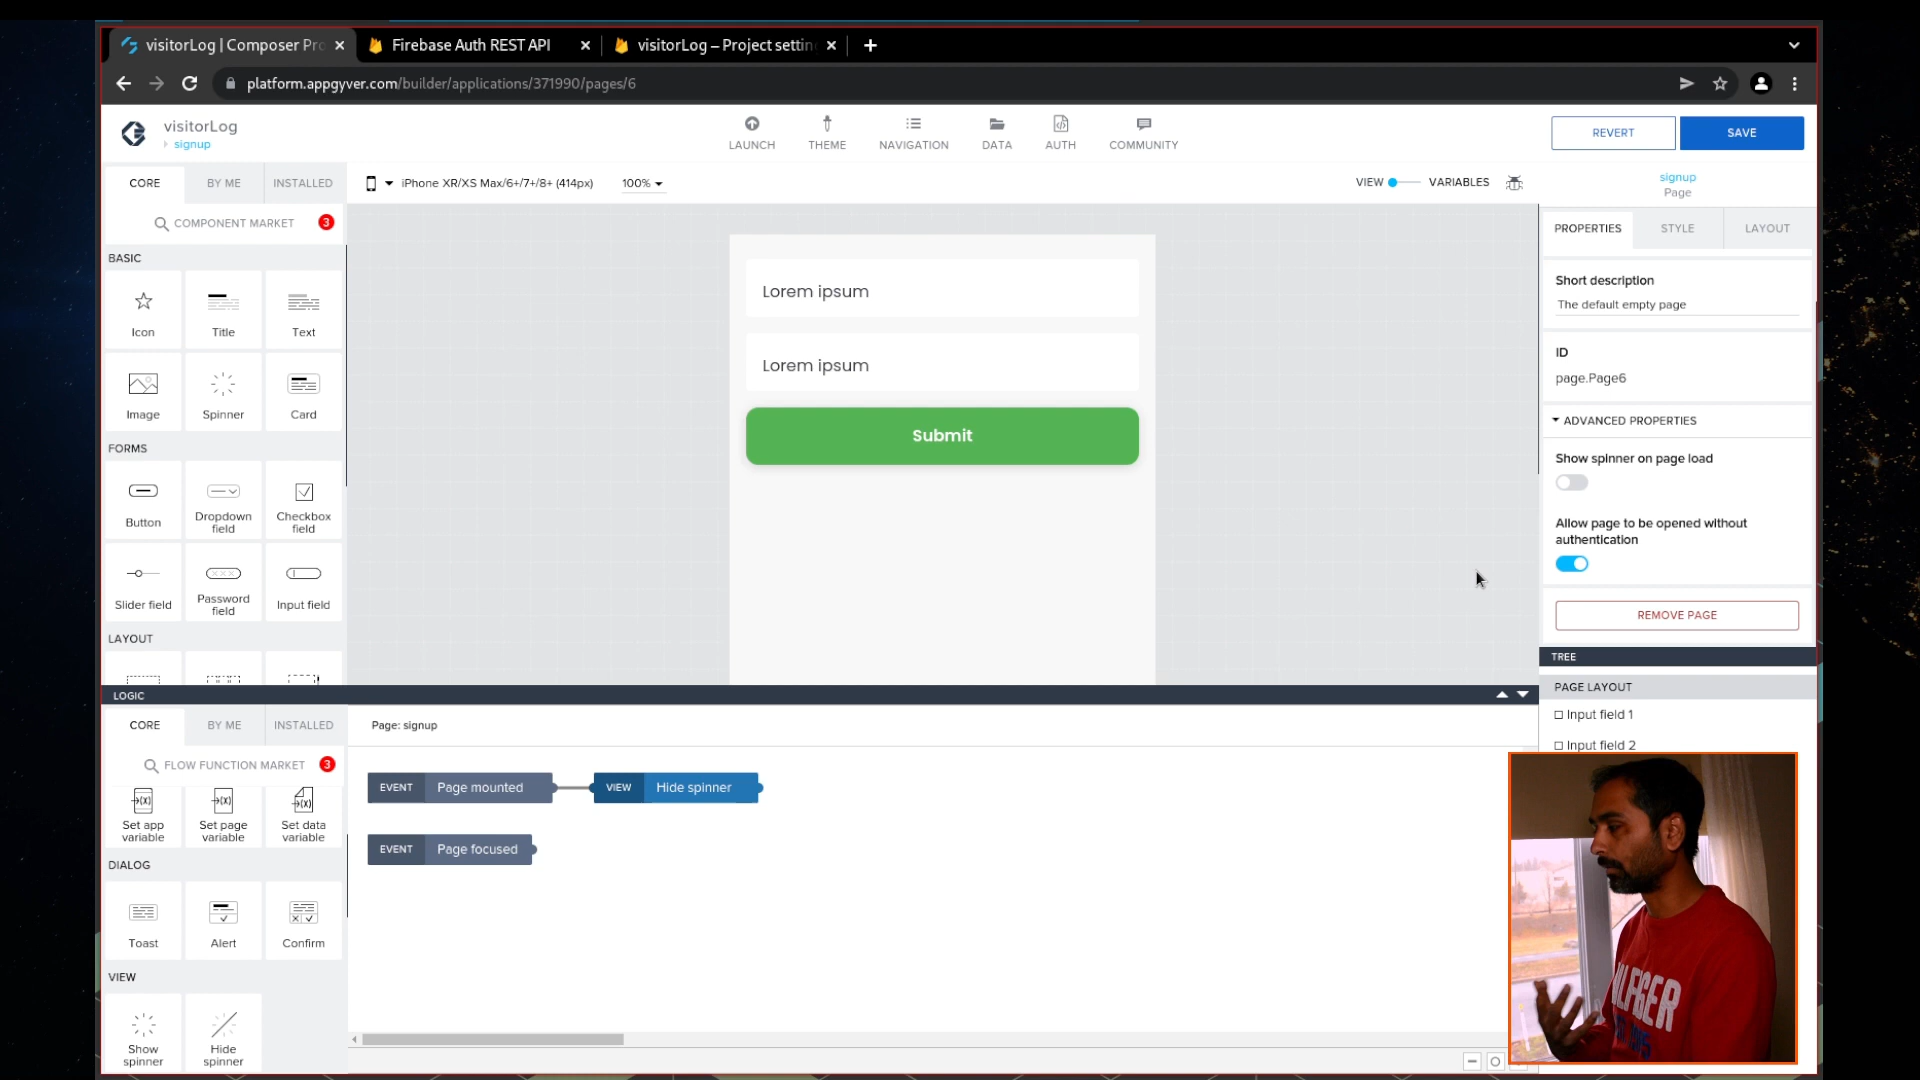 visitorLog | Composer Pro
Firebase Auth REST API
visitorLog – Project settin
platform.appgyver.com/builder/applications/371990/pages/6
visitorLog
signup
LAUNCH
THEME
NAVIGATION
DATA
AUTH
COMMUNITY
REVERT
SAVE
CORE
BY ME
INSTALLED
iPhone XR/XS Max/6+/7+/8+ (414px)
100%
VIEW
VARIABLES
signup
Page
COMPONENT MARKET
3
PROPERTIES
STYLE
LAYOUT
BASIC
Icon
Title
Text
Image
Spinner
Card
FORMS
Button
Dropdown
field
Checkbox
field
Slider field
Password
field
Input field
LAYOUT
Lorem ipsum
Lorem ipsum
Submit
Short description
The default empty page
ID
page.Page6
ADVANCED PROPERTIES
Show spinner on page load
Allow page to be opened without
authentication
REMOVE PAGE
TREE
PAGE LAYOUT
Input field 1
Input field 2
LOGIC
CORE
BY ME
INSTALLED
Page: signup
FLOW FUNCTION MARKET
3
Set app
variable
Set page
variable
Set data
variable
DIALOG
Toast
Alert
Confirm
VIEW
Show
spinner
Hide
spinner
EVENT
Page mounted
VIEW
Hide spinner
EVENT
Page focused